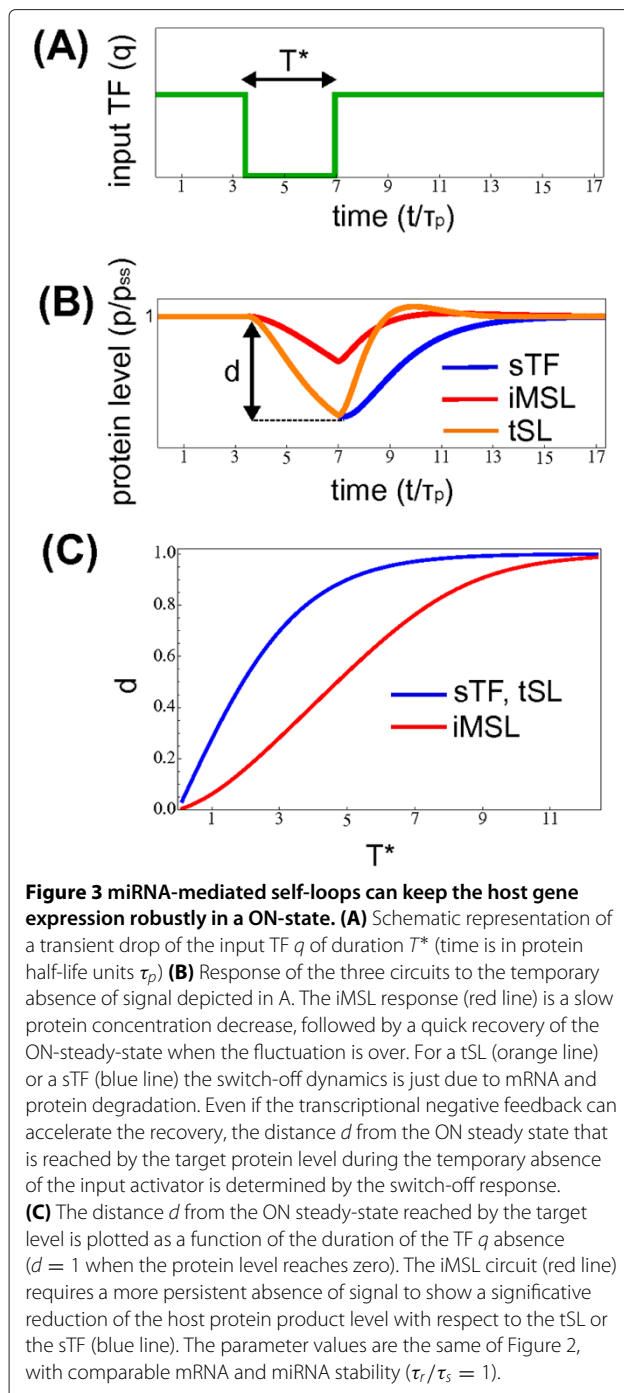 (A)
T*
input TF (q)
1 3 5 7 9 11 13 15 17
time (t/τp)
(B)
1
protein level (p/pss)
d
sTF
iMSL
tSL
1 3 5 7 9 11 13 15 17
time (t/τp)
(C)
1.0
0.8
0.6
0.4
0.2
0.0
d
sTF, tSL
iMSL
1 3 5 7 9 11
T*
Figure 3 miRNA-mediated self-loops can keep the host gene
expression robustly in a ON-state. (A) Schematic representation of
a transient drop of the input TF q of duration T* (time is in protein
half-life units τp) (B) Response of the three circuits to the temporary
absence of signal depicted in A. The iMSL response (red line) is a slow
protein concentration decrease, followed by a quick recovery of the
ON-steady-state when the fluctuation is over. For a tSL (orange line)
or a sTF (blue line) the switch-off dynamics is just due to mRNA and
protein degradation. Even if the transcriptional negative feedback can
accelerate the recovery, the distance d from the ON steady state that
is reached by the target protein level during the temporary absence
of the input activator is determined by the switch-off response.
(C) The distance d from the ON steady-state reached by the target
level is plotted as a function of the duration of the TF q absence
(d = 1 when the protein level reaches zero). The iMSL circuit (red line)
requires a more persistent absence of signal to show a significative
reduction of the host protein product level with respect to the tSL or
the sTF (blue line). The parameter values are the same of Figure 2,
with comparable mRNA and miRNA stability (τr/τs = 1).